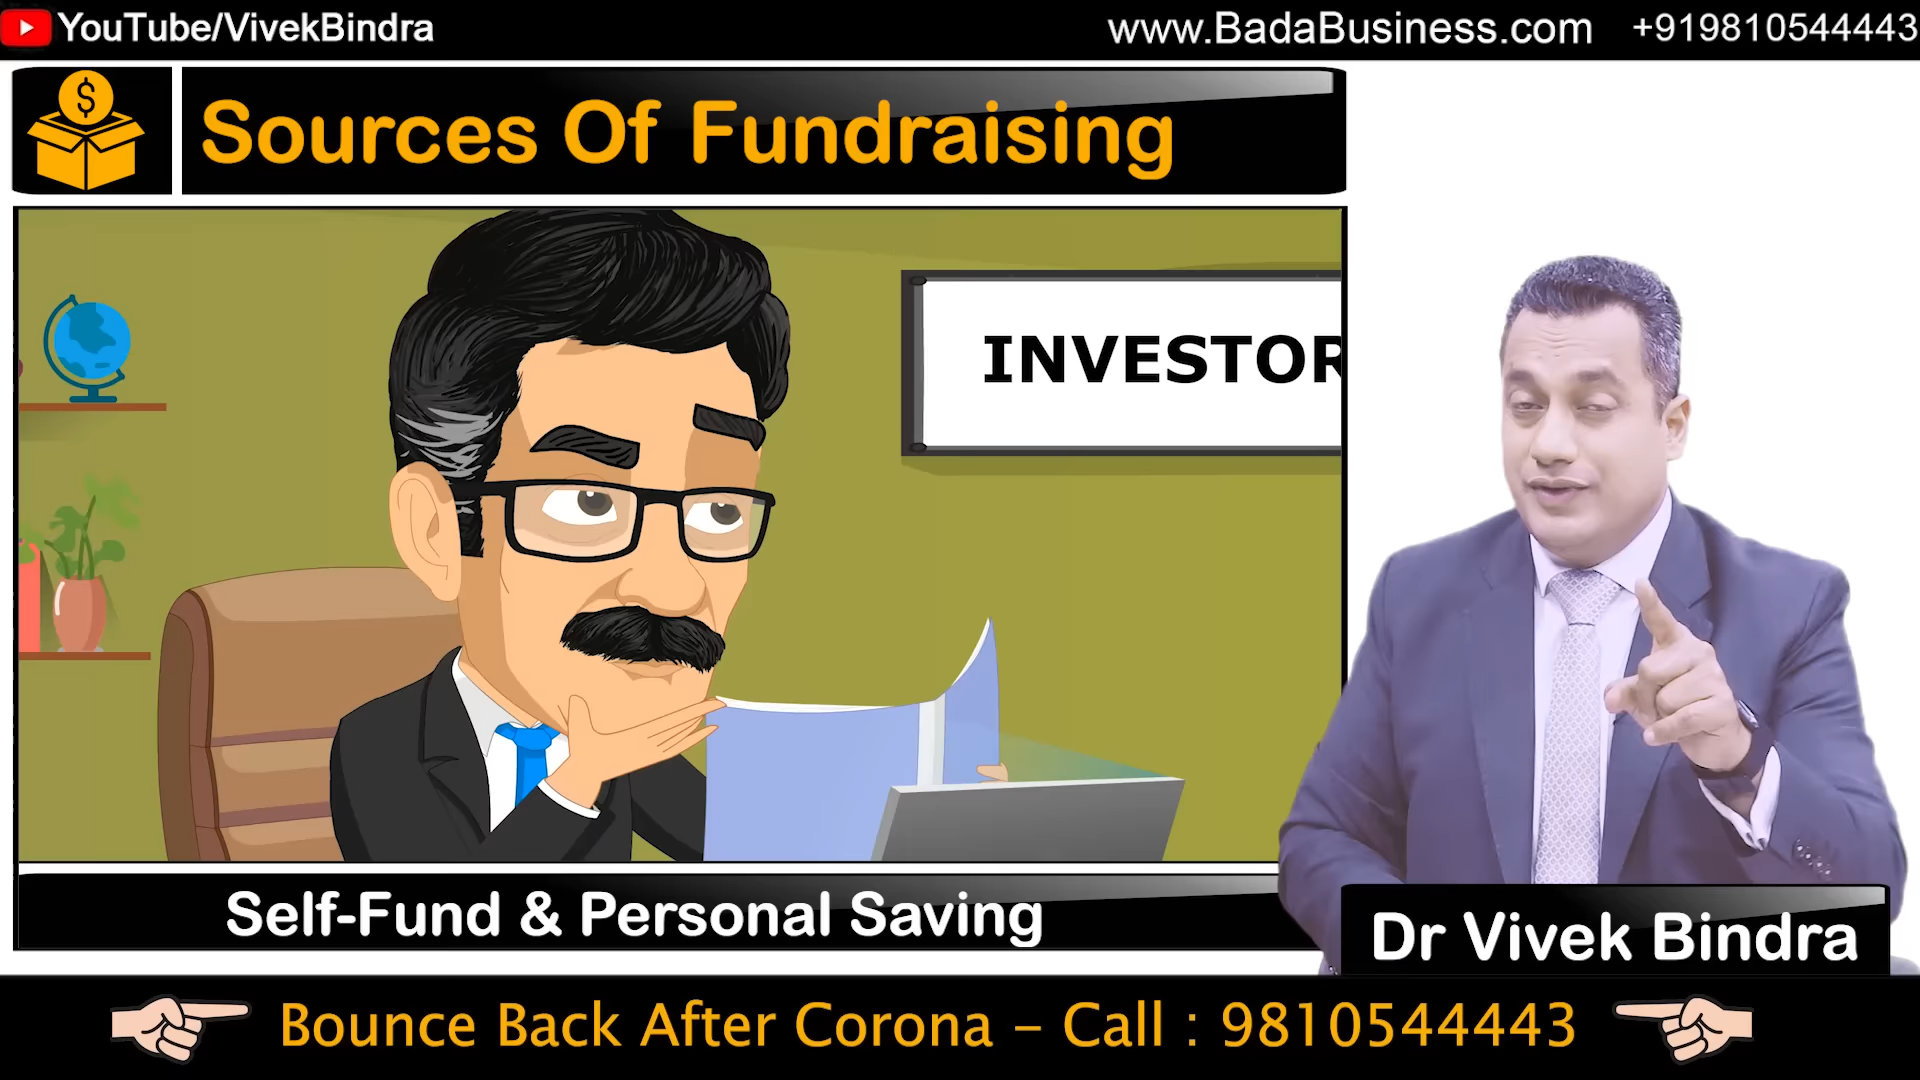 YouTube/VivekBindra
www.BadaBusiness.com +919810544443
$
Sources Of Fundraising
INVESTOR
Self-Fund & Personal Saving
Dr Vivek Bindra
Bounce Back After Corona – Call : 9810544443